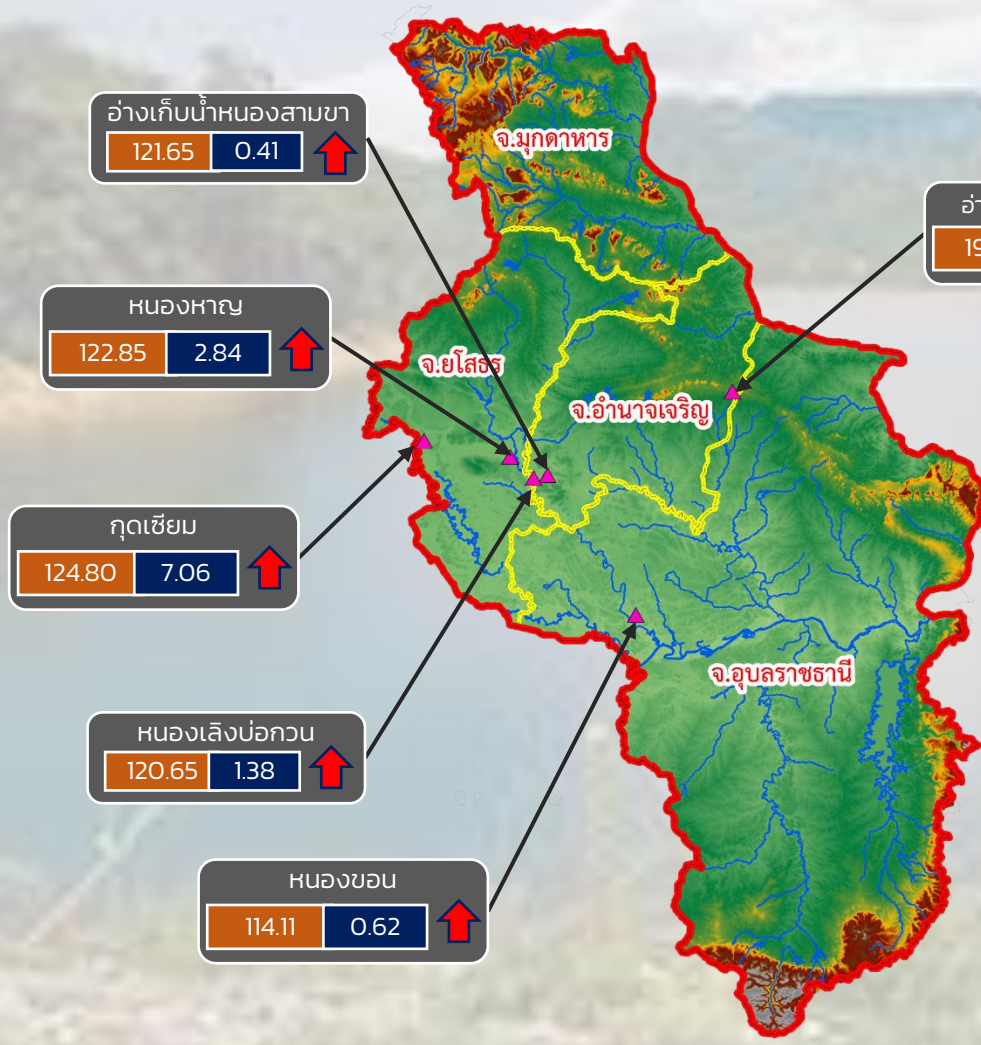 อ่างเก็บน้ำหนองสามขา
121.65 0.41
จ.มุกดาหาร
อ่า
19
หนองหาญ
122.85 2.84
จ.ยโสธร
จ.อำนาจเจริญ
กุดเซียม
124.80 7.06
จ.อุบลราชธานี
หนองเลิงบ่อกวน
120.65 1.38
หนองขอน
114.11 0.62